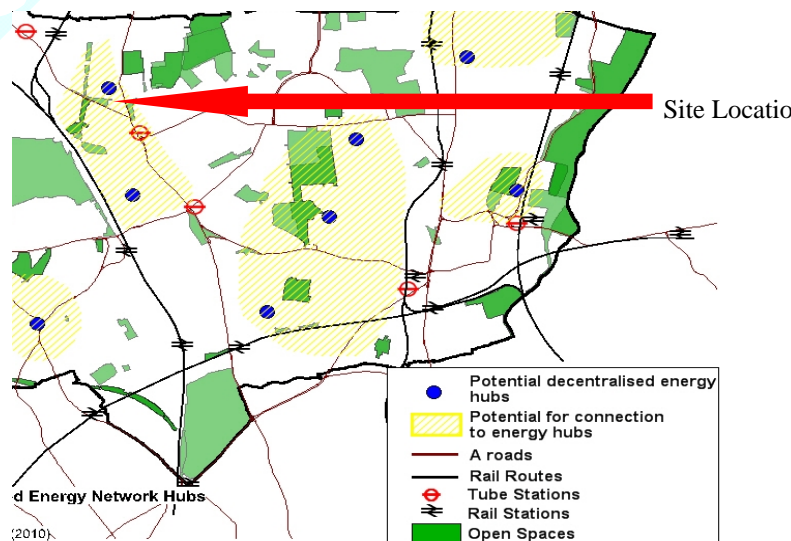 Site Locatio
Potential decentralised energy
hubs
Potential for connection
to energy hubs
A roads
Rail Routes
Tube Stations
Rail Stations
Open Spaces
d Energy Network Hubs
(2010)